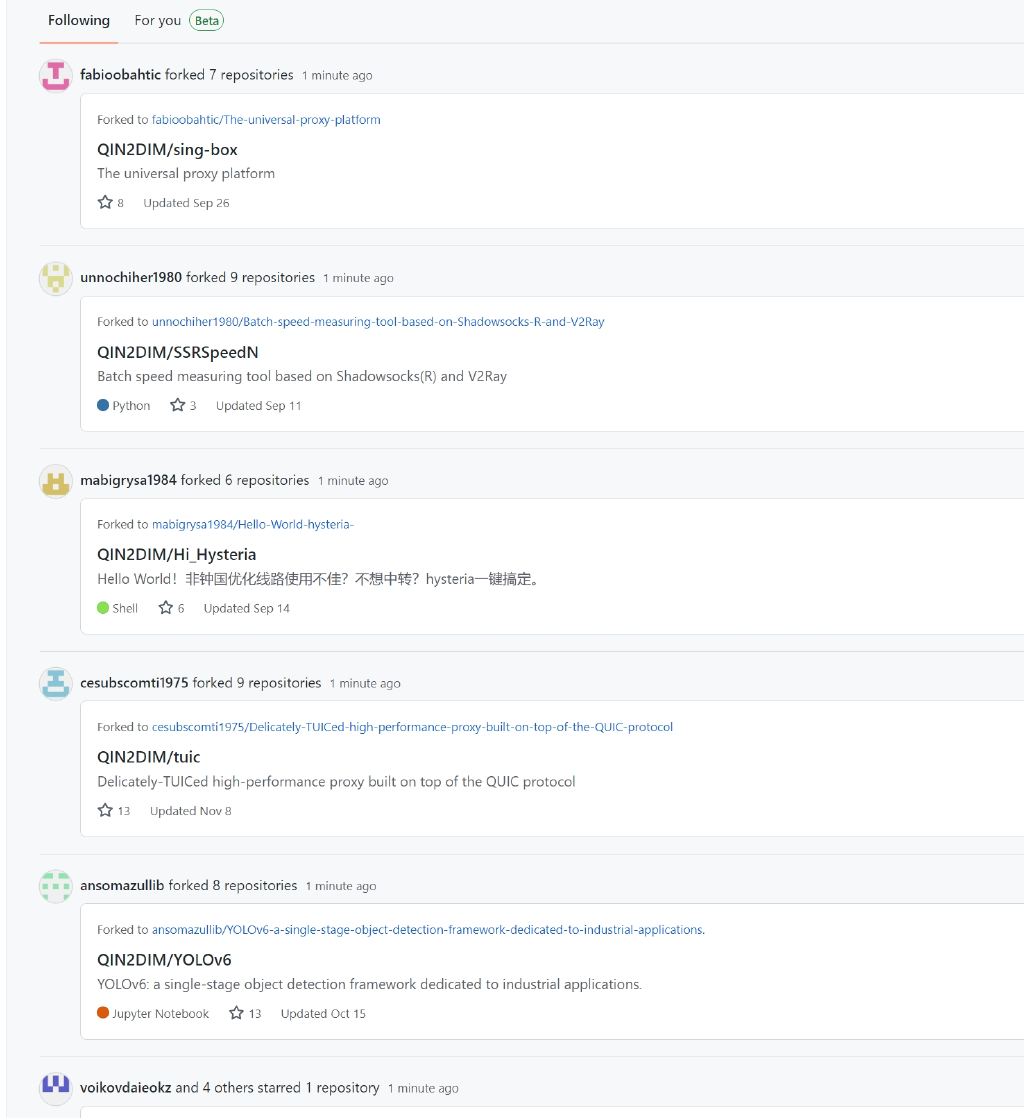 Following For you Beta
fabioobahtic forked 7 repositories 1 minute ago
Forked to fabioobahtic/The-universal-proxy-platform
QIN2DIM/sing-box
The universal proxy platform
8 Updated Sep 26
unnochiher1980 forked 9 repositories 1 minute ago
Forked to unnochiher1980/Batch-speed-measuring-tool-based-on-Shadowsocks-R-and-V2Ray
QIN2DIM/SSRSpeedN
Batch speed measuring tool based on Shadowsocks(R) and V2Ray
Python 3 Updated Sep 11
mabigrysa1984 forked 6 repositories 1 minute ago
Forked to mabigrysa1984/Hello-World-hysteria-
QIN2DIM/Hi_Hysteria
Hello World！非钟国优化线路使用不佳？不想中转？hysteria一键搞定。
Shell 6 Updated Sep 14
cesubscomti1975 forked 9 repositories 1 minute ago
Forked to cesubscomti1975/Delicately-TUICed-high-performance-proxy-built-on-top-of-the-QUIC-protocol
QIN2DIM/tuic
Delicately-TUICed high-performance proxy built on top of the QUIC protocol
13 Updated Nov 8
ansomazullib forked 8 repositories 1 minute ago
Forked to ansomazullib/YOLOv6-a-single-stage-object-detection-framework-dedicated-to-industrial-applications.
QIN2DIM/YOLOv6
YOLOv6: a single-stage object detection framework dedicated to industrial applications.
Jupyter Notebook 13 Updated Oct 15
voikovdaieokz and 4 others starred 1 repository 1 minute ago